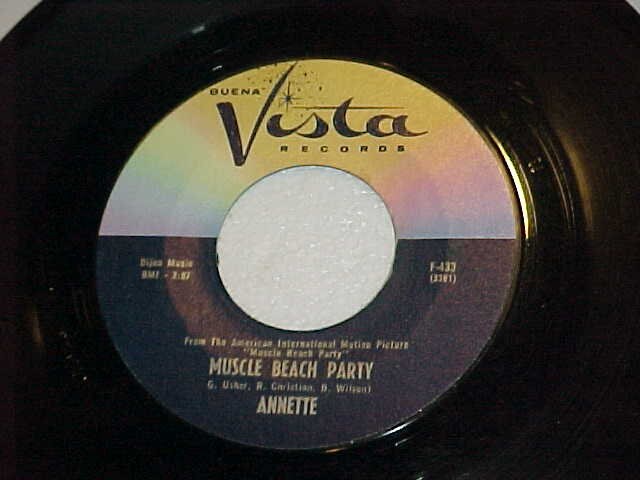 BUENA
Vista
RECORDS
Dijon Music
BMI - 2:07
F-433
(3381)
From The American International Motion Picture
"Muscle Beach Party"
MUSCLE BEACH PARTY
G. Usher, R. Christian, B. Wilson)
ANNETTE